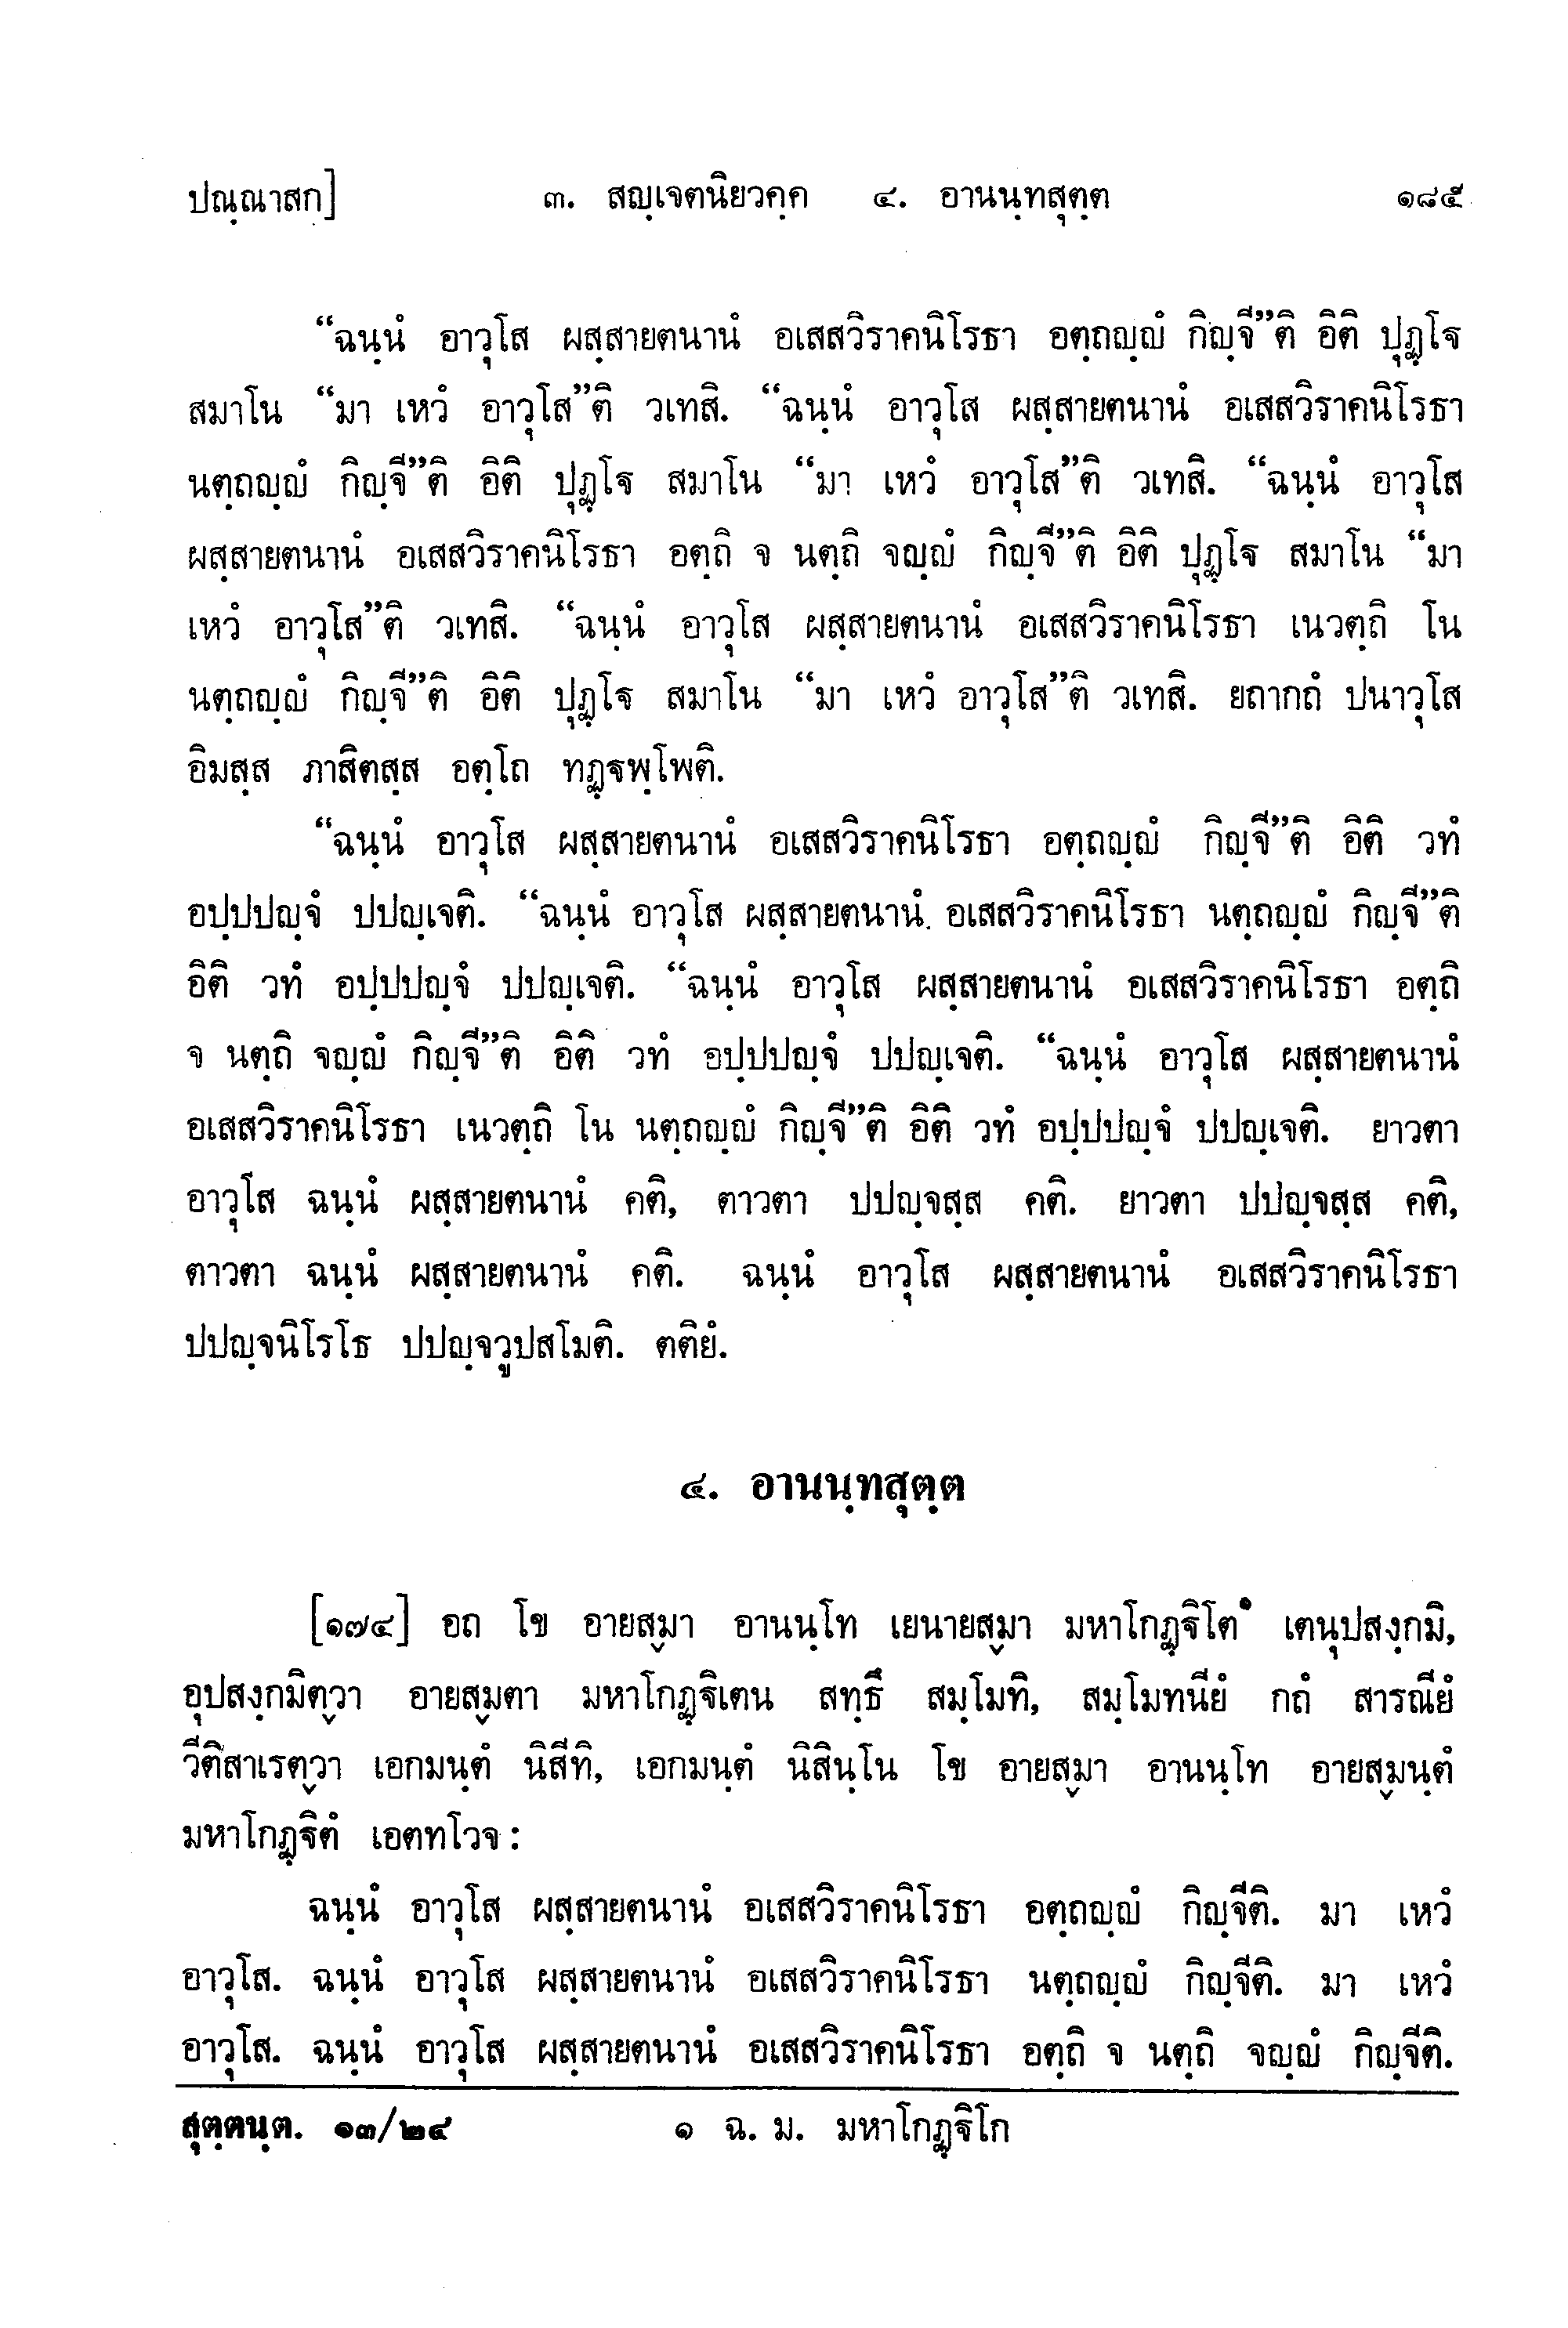 ปณฺณาสก] ๓. สญฺเจตนิยวคฺค ๔. อานนฺทสุตฺต ๑๘๕
“ฉนฺนํ อาวุโส ผสฺสายตนานํ อเสสวิราคนิโรธา อตฺถญฺญํ กิญฺจี”ติ อิติ ปุฏฺโฐ
สมาโน “มา เหวํ อาวุโส”ติ วเทสิ. “ฉนฺนํ อาวุโส ผสฺสายตนานํ อเสสวิราคนิโรธา
นตฺถญฺญํ กิญฺจี”ติ อิติ ปุฏฺโฐ สมาโน “มา เหวํ อาวุโส”ติ วเทสิ. “ฉนฺนํ อาวุโส
ผสฺสายตนานํ อเสสวิราคนิโรธา อตฺถิ จ นตฺถิ จญฺญํ กิญฺจี”ติ อิติ ปุฏฺโฐ สมาโน “มา
เหวํ อาวุโส”ติ วเทสิ. “ฉนฺนํ อาวุโส ผสฺสายตนานํ อเสสวิราคนิโรธา เนวตฺถิ โน
นตฺถญฺญํ กิญฺจี”ติ อิติ ปุฏฺโฐ สมาโน “มา เหวํ อาวุโส”ติ วเทสิ. ยถากถํ ปนาวุโส
อิมสฺส ภาสิตสฺส อตฺโถ ทฏฺฐพฺโพติ.
“ฉนฺนํ อาวุโส ผสฺสายตนานํ อเสสวิราคนิโรธา อตฺถญฺญํ กิญฺจี”ติ อิติ วทํ
อปฺปปญฺจํ ปปญฺเจติ. “ฉนฺนํ อาวุโส ผสฺสายตนานํ อเสสวิราคนิโรธา นตฺถญฺญํ กิญฺจี”ติ
อิติ วทํ อปฺปปญฺจํ ปปญฺเจติ. “ฉนฺนํ อาวุโส ผสฺสายตนานํ อเสสวิราคนิโรธา อตฺถิ
จ นตฺถิ จญฺญํ กิญฺจี”ติ อิติ วทํ อปฺปปญฺจํ ปปญฺเจติ. “ฉนฺนํ อาวุโส ผสฺสายตนานํ
อเสสวิราคนิโรธา เนวตฺถิ โน นตฺถญฺญํ กิญฺจี”ติ อิติ วทํ อปฺปปญฺจํ ปปญฺเจติ. ยาวตา
อาวุโส ฉนฺนํ ผสฺสายตนานํ คติ, ตาวตา ปปญฺจสฺส คติ. ยาวตา ปปญฺจสฺส คติ,
ตาวตา ฉนฺนํ ผสฺสายตนานํ คติ. ฉนฺนํ อาวุโส ผสฺสายตนานํ อเสสวิราคนิโรธา
ปปญฺจนิโรโธ ปปญฺจวูปสโมติ. ตติยํ.
๔. อานนฺทสุตฺต
[๑๗๔] อถ โข อายสฺมา อานนฺโท เยนายสฺมา มหาโกฏฺฐิโต๑ เตนุปสงฺกมิ,
อุปสงฺกมิตฺวา อายสฺมตา มหาโกฏฺฐิเตน สทฺธึ สมฺโมทิ, สมฺโมทนียํ กถํ สารณียํ
วีติสาเรตฺวา เอกมนฺตํ นิสีทิ, เอกมนฺตํ นิสินฺโน โข อายสฺมา อานนฺโท อายสฺมนฺตํ
มหาโกฏฺฐิตํ เอตทโวจ :
ฉนฺนํ อาวุโส ผสฺสายตนานํ อเสสวิราคนิโรธา อตฺถญฺญํ กิญฺจีติ. มา เหวํ
อาวุโส. ฉนฺนํ อาวุโส ผสฺสายตนานํ อเสสวิราคนิโรธา นตฺถญฺญํ กิญฺจีติ. มา เหวํ
อาวุโส. ฉนฺนํ อาวุโส ผสฺสายตนานํ อเสสวิราคนิโรธา อตฺถิ จ นตฺถิ จญฺญํ กิญฺจีติ.
สุตฺตนฺต. ๑๓/๒๔ ๑ ฉ. ม. มหาโกฏฺฐิโก